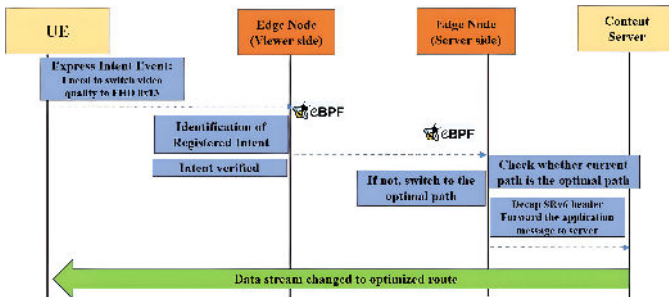 UE
Edge Node
(Viewer side)
Edge Node
(Server side)
Content
Server
Express Intent Event:
I need to switch video
quality to FHD 0x13
eBPF
Identification of
Registered Intent
eBPF
Intent verified
Check whether current
path is the optimal path
If not, switch to the
optimal path
Decap SRv6 header
Forward the application
message to server
Data stream changed to optimized route